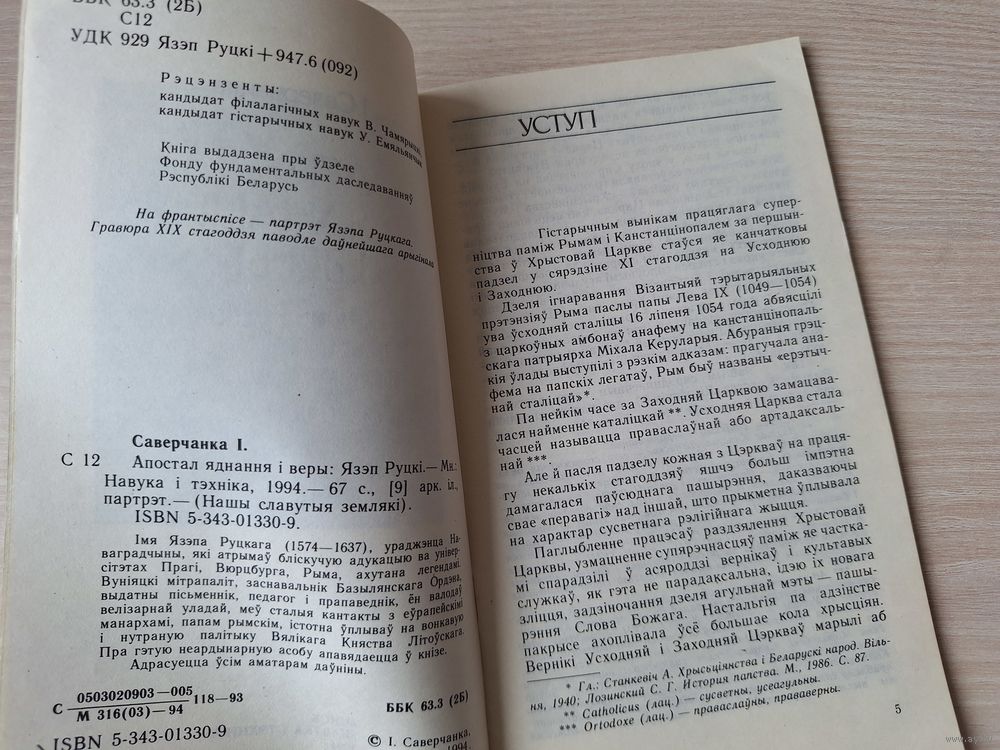 ББК 63.3 (2Б)
С12
УДК 929 Язэп Руцкі+947.6 (092)
Рэцэнзенты:
кандыдат філалагічных навук В. Чамярыцкі,
кандыдат гістарычных навук У. Емяльянчык
Кніга выдадзена пры ўдзеле
Фонду фундаментальных даследаванняў
Рэспублікі Беларусь
На франтыспісе — партрэт Язэпа Руцкага.
Гравюра XIX стагоддзя паводле даўнейшага арыгінала
Саверчанка І.
С 12 Апостал яднання і веры: Язэп Руцкі.— Мн.:
Навука і тэхніка, 1994.— 67 с., [9] арк. іл.,
партрэт.— (Нашы славутыя землякі).
ISBN 5-343-01330-9.
Імя Язэпа Руцкага (1574—1637), ураджэнца На-
ваградчыны, які атрымаў бліскучую адукацыю ва універ-
сітэтах Прагі, Вюрцбурга, Рыма, ахутана легендамі.
Вуніяцкі мітрапаліт, заснавальнік Базылянскага Ордэна,
выдатны пісьменнік, педагог і прапаведнік, ён валодаў
велізарнай уладай, меў сталыя кантакты з еўрапейскімі
манархамі, папам рымскім, істотна ўплываў на вонкавую
і нутраную палітыку Вялікага Княства Літоўскага.
Пра гэтую неардынарную асобу апавядаецца ў кнізе.
Адрасуецца ўсім аматарам даўніны.
С 0503020903—005 118—93
М 316(03)—94
ББК 63.3 (2Б)
ISBN 5-343-01330-9
© І. Саверчанка,
1994
УСТУП
Гістарычным вынікам працяглага супер-
ніцтва паміж Рымам і Канстанцінопалем за першын-
ства ў Хрыстовай Царкве стаўся яе канчатковы
падзел у сярэдзіне XI стагоддзя на Усходнюю
і Заходнюю.
Дзеля ігнаравання Візантыяй тэрытарыяльных
прэтэнзіяў Рыма паслы папы Лева IX (1049—1054)
ува ўсходняй сталіцы 16 ліпеня 1054 года абвясцілі
з царкоўных амбонаў анафему на канстанцінопаль-
скага патрыярха Міхала Керуларыя. Абураныя грэц-
кія ўлады выступілі з рэзкім адказам: прагучала ана-
фема на папскіх легатаў, Рым быў названы «ерэтыч-
най сталіцай»*.
Па нейкім часе за Заходняй Царквою замацава-
лася найменне каталіцкай **. Усходняя Царква стала
часцей называцца праваслаўнай або артадаксаль-
най ***.
Але й пасля падзелу кожная з Цэркваў на праця-
гу некалькіх стагоддзяў яшчэ больш імпэтна
дамагалася паўсюднага пашырэння, даказваючы
свае «перавагі» над іншай, што прыкметна ўплывала
на характар сусветнага рэлігійнага жыцця.
Паглыбленне працэсаў раздзялення Хрыстовай
Царквы, узмацненне супярэчнасцяў паміж яе частка-
мі спарадзілі ў асяроддзі вернікаў і культавых
служкаў, як гэта не парадаксальна, ідэю іх новага
зліцця, задзіночання дзеля агульнай мэты — пашы-
рэння Слова Божага. Настальгія па адзінстве
пакрысе ахоплівала ўсё большае кола хрысціян.
Вернікі Усходняй і Заходняй Цэркваў марылі аб
* Гл.: Станкевіч А. Хрысьціянства і Беларускі народ. Віль-
ня, 1940; Лозинский С. Г. История папства. М., 1986. С. 87.
** Catholicus (лац.) — сусветны, усеагульны.
*** Ortodoxe (лац.) — праваслаўны, прававерны.
5